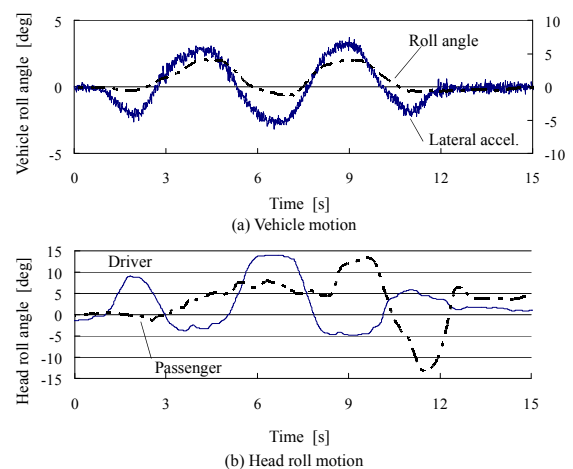 Vehicle roll angle [deg]
5
0
-5
10
5
0
-5
-10
Roll angle
Lateral accel.
0 3 6 9 12 15
Time [s]
(a) Vehicle motion
Head roll angle [deg]
15
10
5
0
-5
-10
-15
Driver
Passenger
0 3 6 9 12 15
Time [s]
(b) Head roll motion